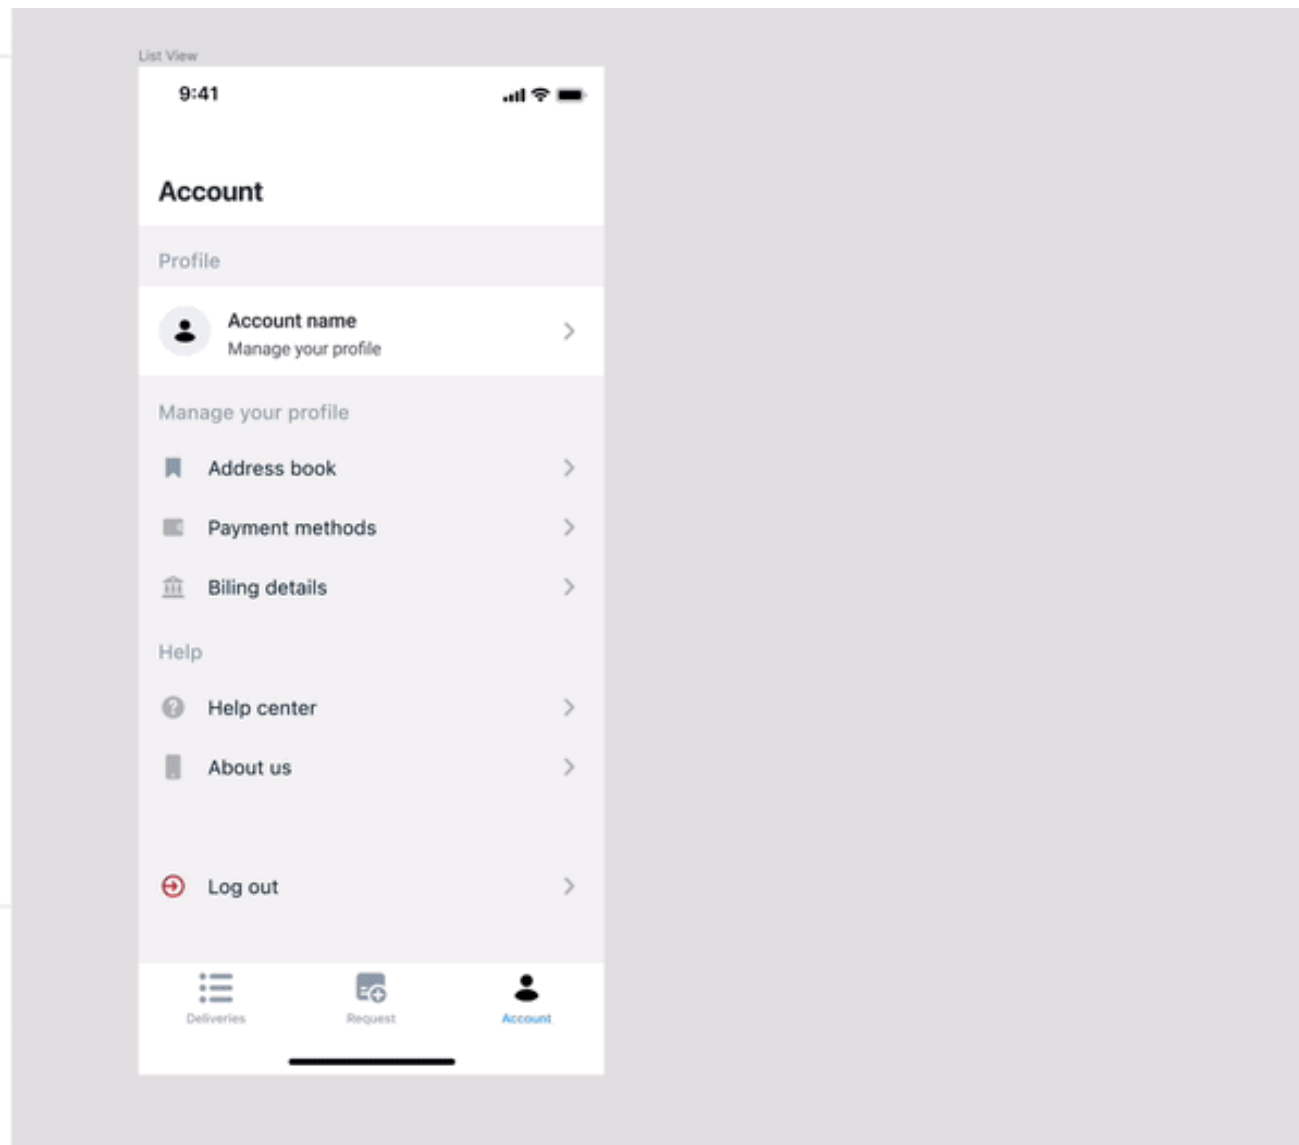 List View
9:41
Account
Profile
Account name
Manage your profile
Manage your profile
Address book
Payment methods
Biling details
Help
Help center
About us
Log out
Deliveries
Request
Account